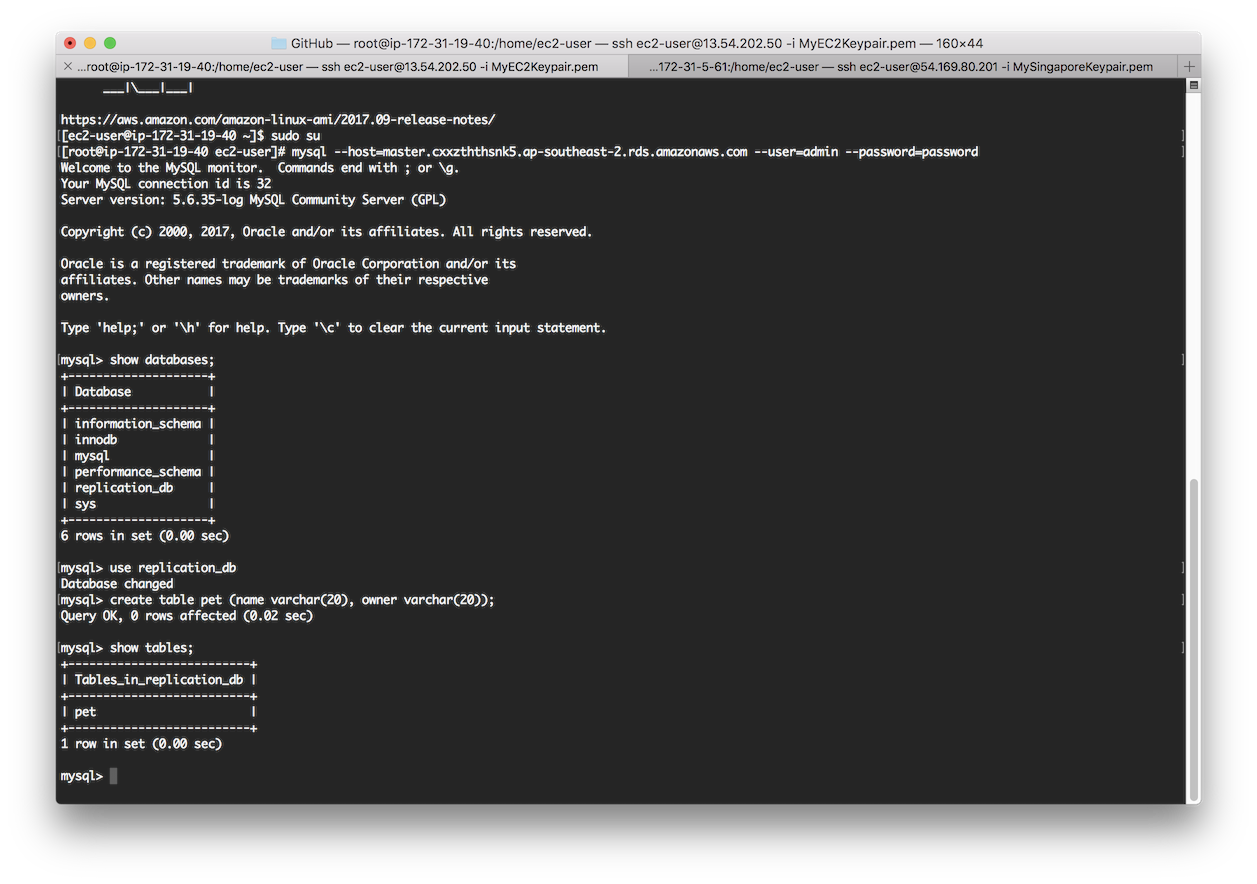 GitHub — root@ip-172-31-19-40:/home/ec2-user — ssh ec2-user@13.54.202.50 -i MyEC2Keypair.pem — 160×44
...root@ip-172-31-19-40:/home/ec2-user — ssh ec2-user@13.54.202.50 -i MyEC2Keypair.pem
...172-31-5-61:/home/ec2-user — ssh ec2-user@54.169.80.201 -i MySingaporeKeypair.pem
___|\___|___|
https://aws.amazon.com/amazon-linux-ami/2017.09-release-notes/
[[ec2-user@ip-172-31-19-40 ~]$ sudo su ]
[[root@ip-172-31-19-40 ec2-user]# mysql --host=master.cxxzththsnk5.ap-southeast-2.rds.amazonaws.com --user=admin --password=password ]
Welcome to the MySQL monitor.  Commands end with ; or \g.
Your MySQL connection id is 32
Server version: 5.6.35-log MySQL Community Server (GPL)
Copyright (c) 2000, 2017, Oracle and/or its affiliates. All rights reserved.
Oracle is a registered trademark of Oracle Corporation and/or its
affiliates. Other names may be trademarks of their respective
owners.
Type 'help;' or '\h' for help. Type '\c' to clear the current input statement.
[mysql> show databases; ]
+--------------------+
| Database           |
+--------------------+
| information_schema |
| innodb             |
| mysql              |
| performance_schema |
| replication_db     |
| sys                |
+--------------------+
6 rows in set (0.00 sec)
[mysql> use replication_db ]
Database changed
[mysql> create table pet (name varchar(20), owner varchar(20)); ]
Query OK, 0 rows affected (0.02 sec)
[mysql> show tables; ]
+--------------------------+
| Tables_in_replication_db |
+--------------------------+
| pet                      |
+--------------------------+
1 row in set (0.00 sec)
mysql>